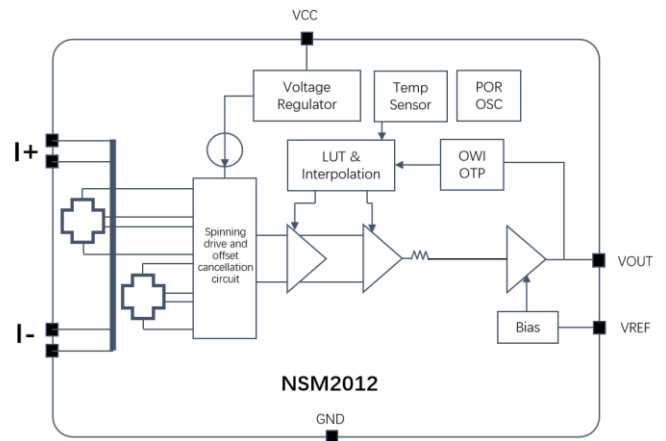 VCC
Voltage
Regulator
Temp
Sensor
POR
OSC
I+
LUT &
Interpolation
OWI
OTP
Spinning
drive and
offset
cancellation
circuit
VOUT
I-
Bias
VREF
NSM2012
GND